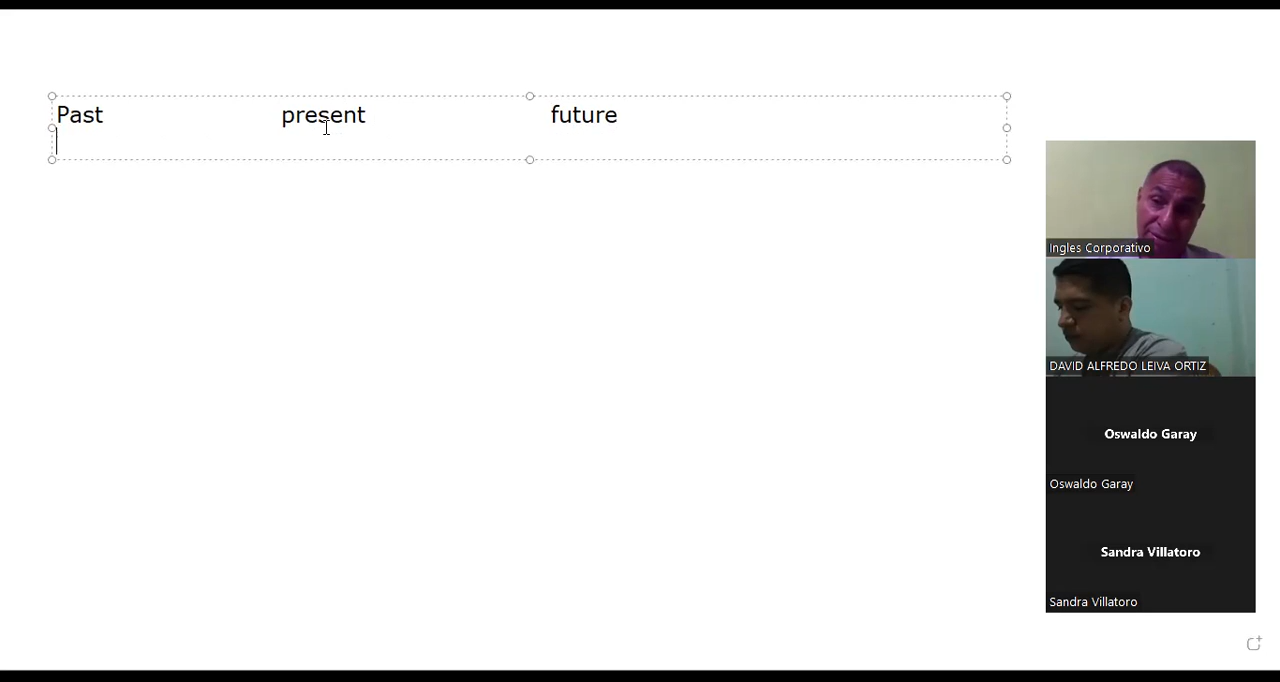 Past present future
Ingles Corporativo
DAVID ALFREDO LEIVA ORTIZ
Oswaldo Garay
Oswaldo Garay
Sandra Villatoro
Sandra Villatoro